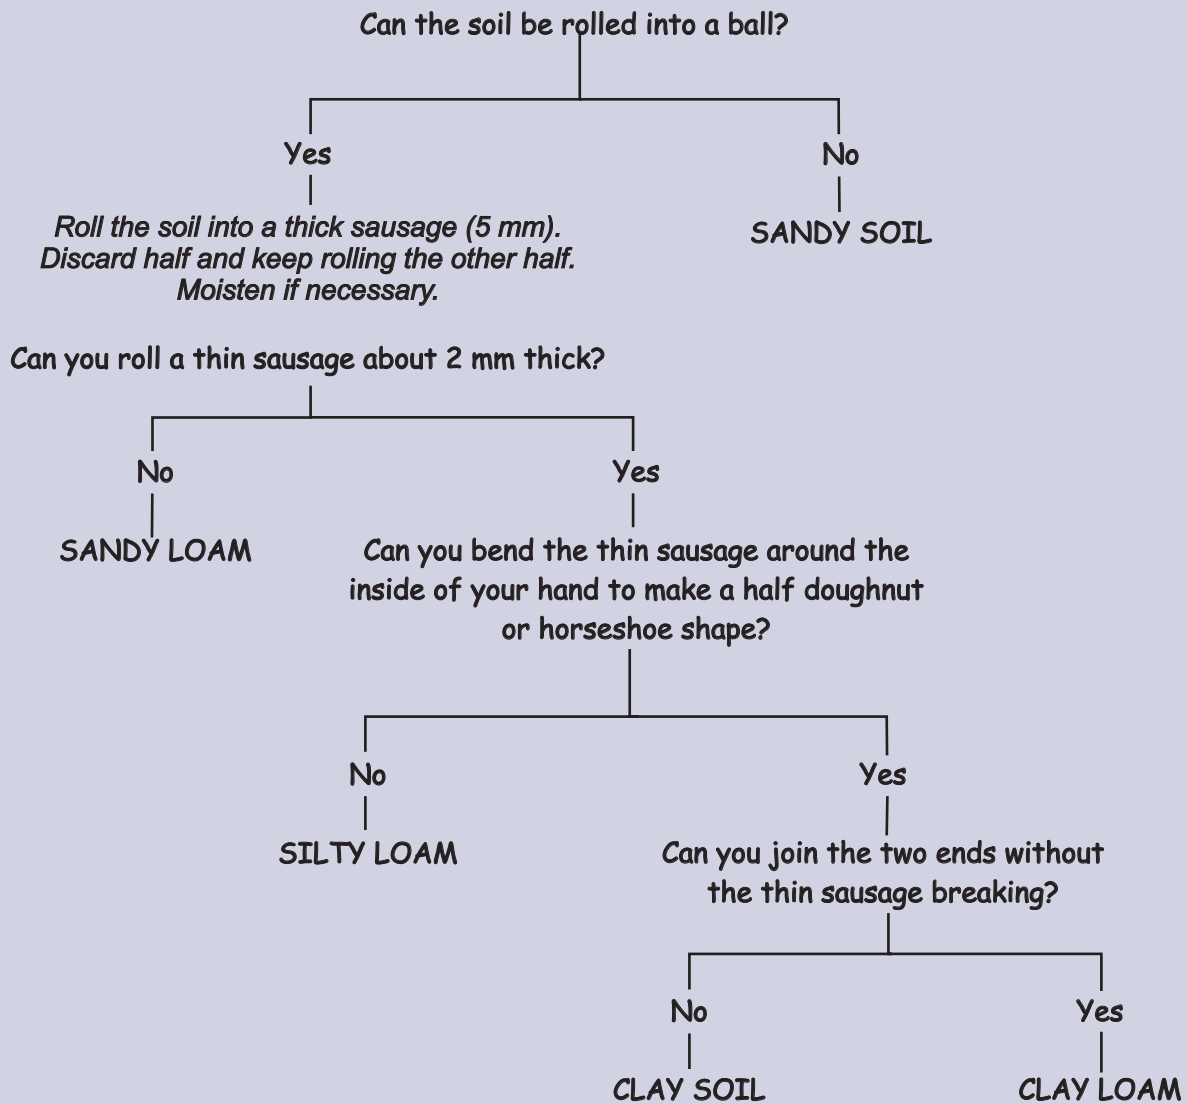 Can the soil be rolled into a ball?
Yes
No
Roll the soil into a thick sausage (5 mm).
Discard half and keep rolling the other half.
Moisten if necessary.
SANDY SOIL
Can you roll a thin sausage about 2 mm thick?
No
Yes
SANDY LOAM
Can you bend the thin sausage around the
inside of your hand to make a half doughnut
or horseshoe shape?
No
Yes
SILTY LOAM
Can you join the two ends without
the thin sausage breaking?
No
Yes
CLAY SOIL
CLAY LOAM